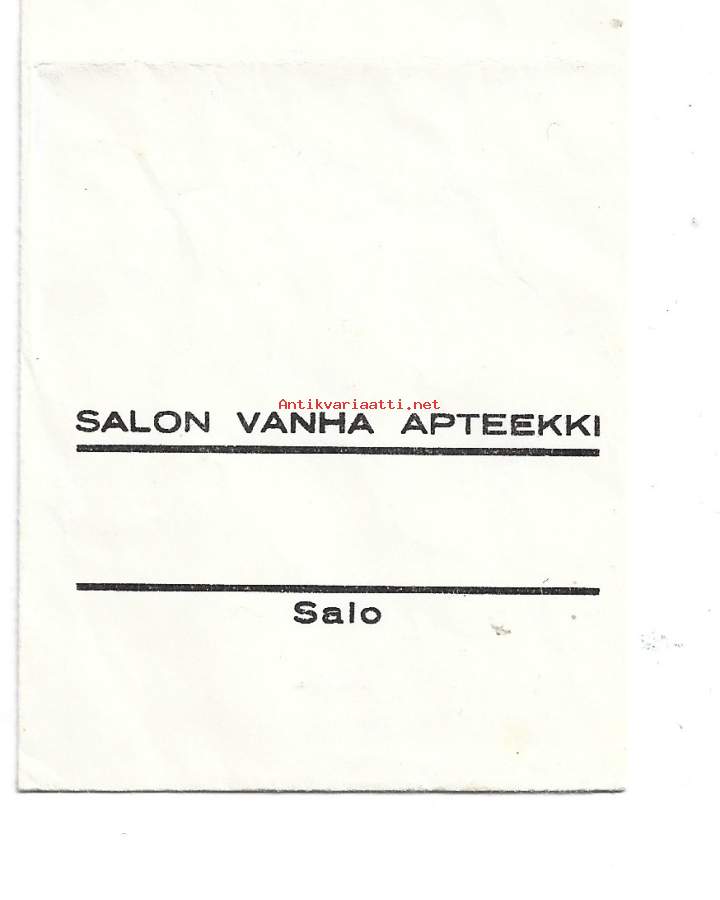 Antikvariaatti.net
SALON VANHA APTEEKKI
Salo